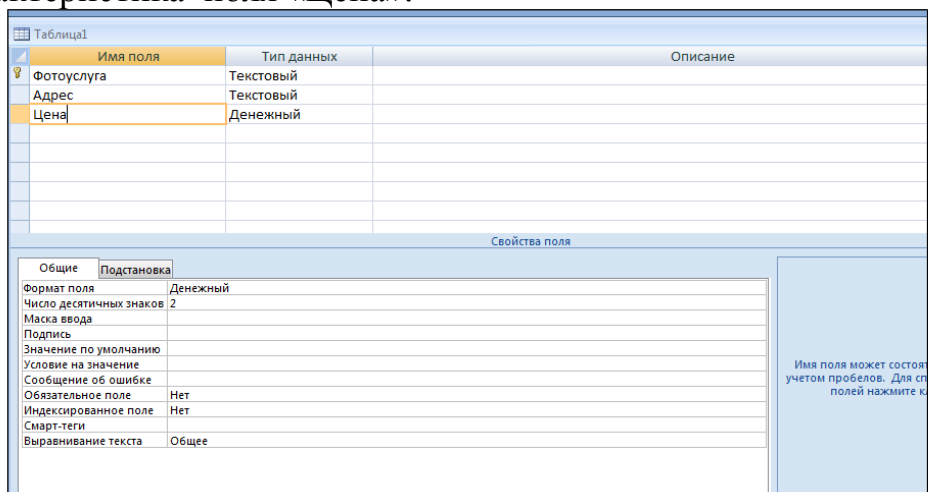 поля «Цена».
Таблица1
Имя поля Тип данных Описание
Фотоуслуга Текстовый
Адрес Текстовый
Цена Денежный
Свойства поля
Общие Подстановка
Формат поля Денежный
Число десятичных знаков 2
Маска ввода
Подпись
Значение по умолчанию
Условие на значение
Сообщение об ошибке
Обязательное поле Нет
Индексированное поле Нет
Смарт-теги
Выравнивание текста Общее
Имя поля может
учетом пробелов. Для
полей нажмите